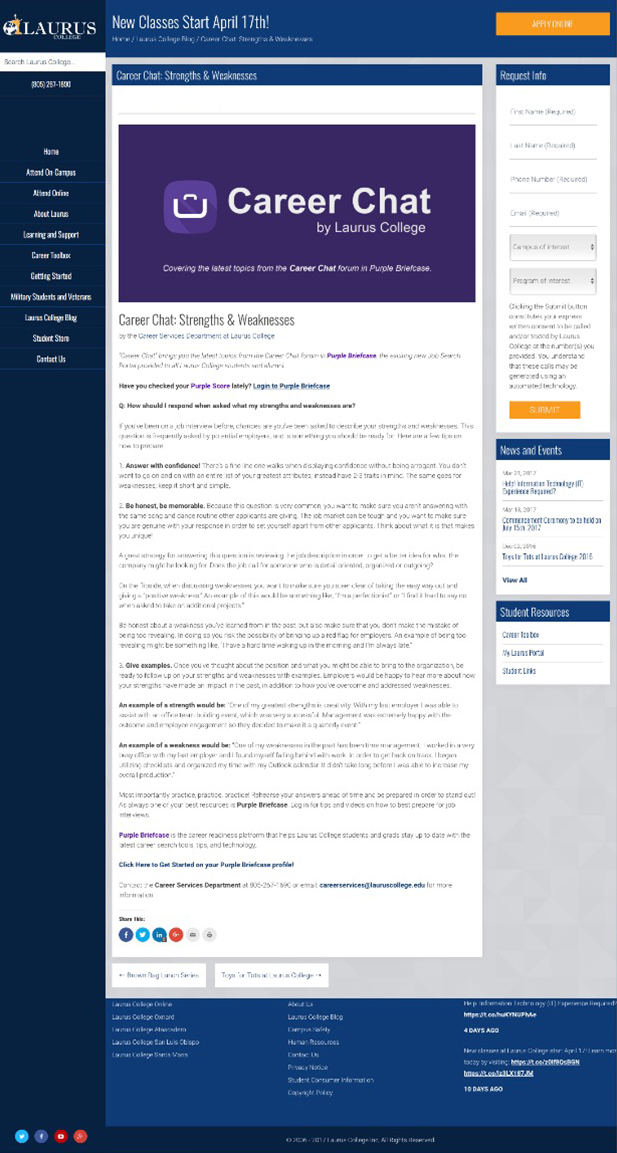 LAURUS
COLLEGE
Search Laurus College...
(805) 267-1690
Home
Attend On-Campus
Attend Online
About Laurus
Learning and Support
Career Toolbox
Getting Started
Military Students and Veterans
Laurus College Blog
Student Store
Contact Us
New Classes Start April 17th!
Home / Laurus College Blog / Career Chat: Strengths & Weaknesses
APPLY ONLINE
Career Chat: Strengths & Weaknesses
Career Chat
by Laurus College
Covering the latest topics from the Career Chat forum in Purple Briefcase.
Career Chat: Strengths & Weaknesses
by the Career Services Department at Laurus College
"Career Chat" brings you the latest topics from the Career Chat forum in Purple Briefcase, the exciting new Job Search
Portal provided to all Laurus College students and alumni.
Have you checked your Purple Score lately? Login to Purple Briefcase
Q: How should I respond when asked what my strengths and weaknesses are?
If you've been on a job interview before, chances are you've been asked to describe your strengths and weaknesses. This
question is frequently asked by potential employers, and is something you should be ready for. Here are a few tips on
how to prepare.
1. Answer with confidence! There's a fine line one walks when displaying confidence without being arrogant. You don't
want to go on and on with an entire list of your greatest attributes, instead have 2-3 traits in mind. The same goes for
weaknesses; keep it short and simple.
2. Be honest, be memorable. Because this question is very common, you want to make sure you aren't answering with
the same song and dance routine other applicants are giving. The job market can be tough and you want to make sure
you are genuine with your response in order to set yourself apart from other applicants. Think about what it is that makes
you unique!
A great strategy for answering this question is reviewing the job description in order to get a better idea for what the
company might be looking for. Does the job call for someone who is detail oriented, organized or outgoing?
On the flipside, when discussing weaknesses, you want to make sure you steer clear of taking the easy way out and
giving a "positive weakness." An example of this would be something like, "I'm a perfectionist" or "I find it hard to say no
when asked to take on additional projects."
Be honest about a weakness you've learned from in the past, but also make sure that you don't make the mistake of
being too revealing. In doing so you risk the possibility of bringing up a red flag for employers. An example of being too
revealing might be something like, "I have a hard time waking up in the morning and I'm always late."
3. Give examples. Once you've thought about the position and what you might be able to bring to the organization, be
ready to follow up on your strengths and weaknesses with examples. Employers would be happy to hear more about how
your strengths have made an impact in the past, in addition to how you've overcome and addressed weaknesses.
An example of a strength would be: "One of my greatest strengths is creativity. With my last employer I was able to
assist with an office team building event, which was very successful. Management was extremely happy with the
outcome and employee engagement so they decided to make it a quarterly event."
An example of a weakness would be: "One of my weaknesses in the past has been time management. I worked in a very
busy office with my last employer and I found myself falling behind with work. In order to get back on track, I began
utilizing checklists and organized my time with my Outlook calendar. It didn't take long before I was able to increase my
overall production."
Most importantly practice, practice, practice! Rehearse your answers ahead of time and be prepared in order to stand out!
As always one of your best resources is Purple Briefcase. Log in for tips and videos on how to best prepare for job
interviews.
Purple Briefcase is the career readiness platform that helps Laurus College students and grads stay up to date with the
latest career search tools, tips, and technology.
Click Here to Get Started on your Purple Briefcase profile!
Contact the Career Services Department at 805-267-1690 or email: careerservices@lauruscollege.edu for more
information
Share This:
← Brown Bag Lunch Series
Toys for Tots at Laurus College →
Request Info
First Name (Required)
Last Name (Required)
Phone Number (Required)
Email (Required)
Campus of interest
Program of interest
Clicking the Submit button
constitutes your express
written consent to be called
and/or texted by Laurus
College at the number(s) you
provided. You understand
that these calls may be
generated using an
automated technology.
SUBMIT
News and Events
Mar 23, 2017
Help! Information Technology (IT)
Experience Required?
Mar 13, 2017
Commencement Ceremony to be held on
July 15th, 2017
Dec 02, 2016
Toys for Tots at Laurus College 2016
View All
Student Resources
Career Toolbox
My Laurus Portal
Student Links
Laurus College Online
Laurus College Oxnard
Laurus College Atascadero
Laurus College San Luis Obispo
Laurus College Santa Maria
About Us
Laurus College Blog
Campus Safety
Human Resources
Contact Us
Privacy Notice
Student Consumer Information
Copyright Policy
Help! Information Technology (IT) Experience Required?
4 DAYS AGO
New classes at Laurus College start April 17! Learn more
today by visiting:
10 DAYS AGO
© 2006 - 2017 Laurus College Inc. All Rights Reserved